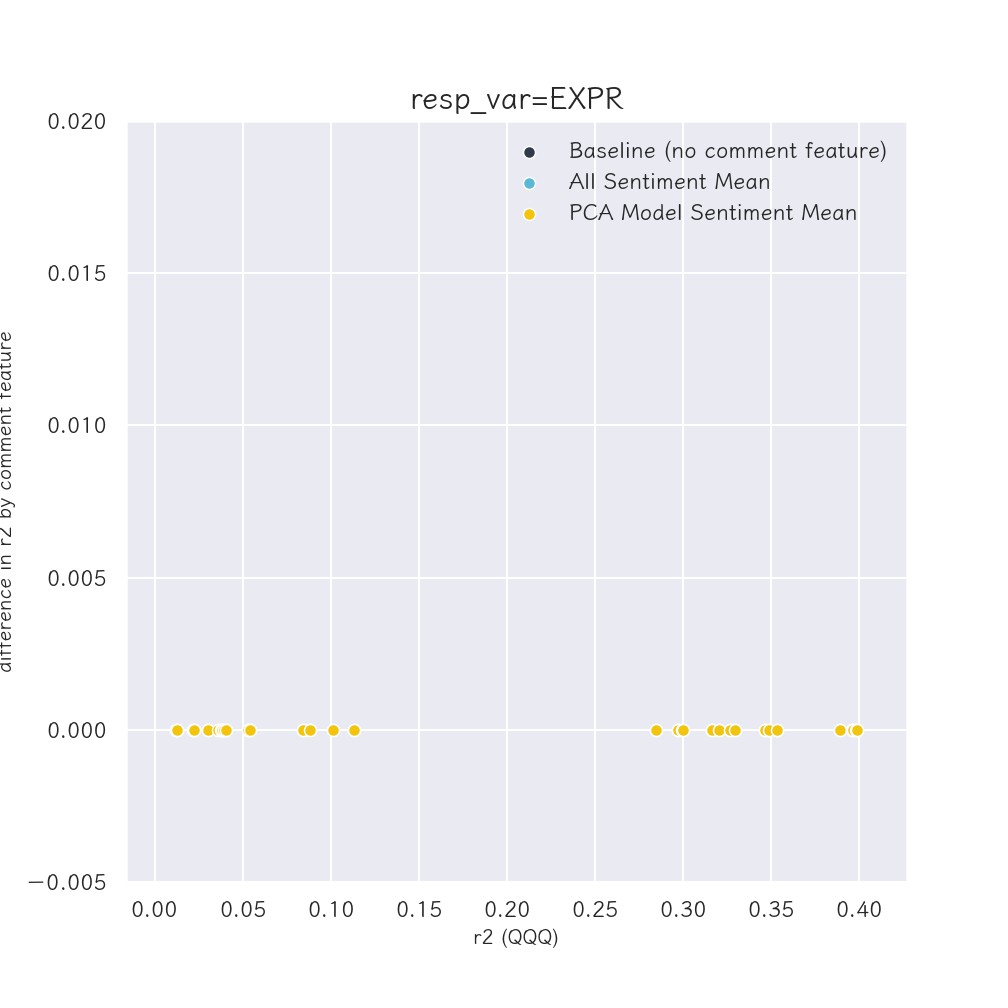 resp_var=EXPR
0.020
0.015
0.010
0.005
0.000
−0.005
difference in r2 by comment feature
Baseline (no comment feature)
All Sentiment Mean
PCA Model Sentiment Mean
0.00 0.05 0.10 0.15 0.20 0.25 0.30 0.35 0.40
r2 (QQQ)